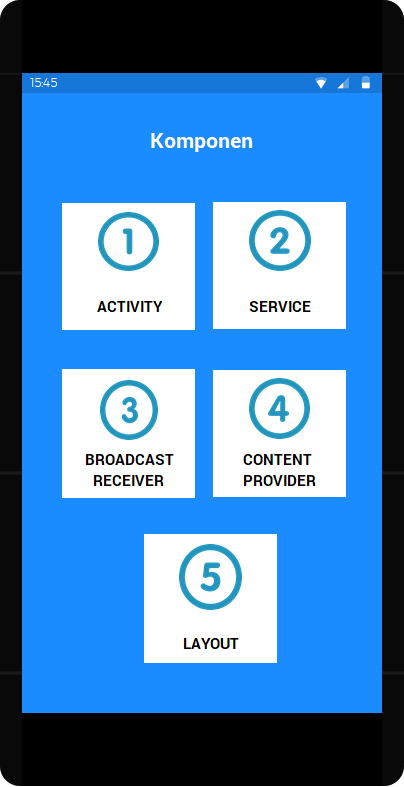 15:45
Komponen
1
2
ACTIVITY
SERVICE
3
4
BROADCAST
RECEIVER
CONTENT
PROVIDER
5
LAYOUT